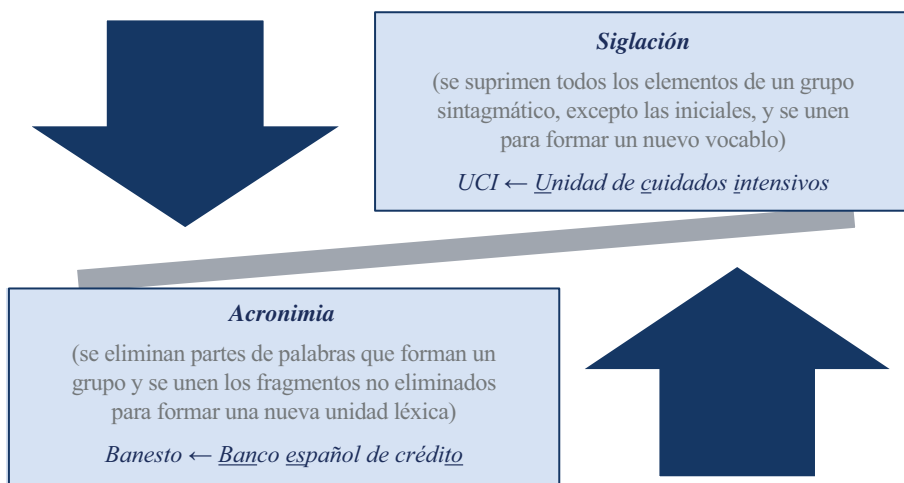 Siglación
(se suprimen todos los elementos de un grupo
sintagmático, excepto las iniciales, y se unen
para formar un nuevo vocablo)
UCI ← Unidad de cuidados intensivos
Acronimia
(se eliminan partes de palabras que forman un
grupo y se unen los fragmentos no eliminados
para formar una nueva unidad léxica)
Banesto ← Banco español de crédito